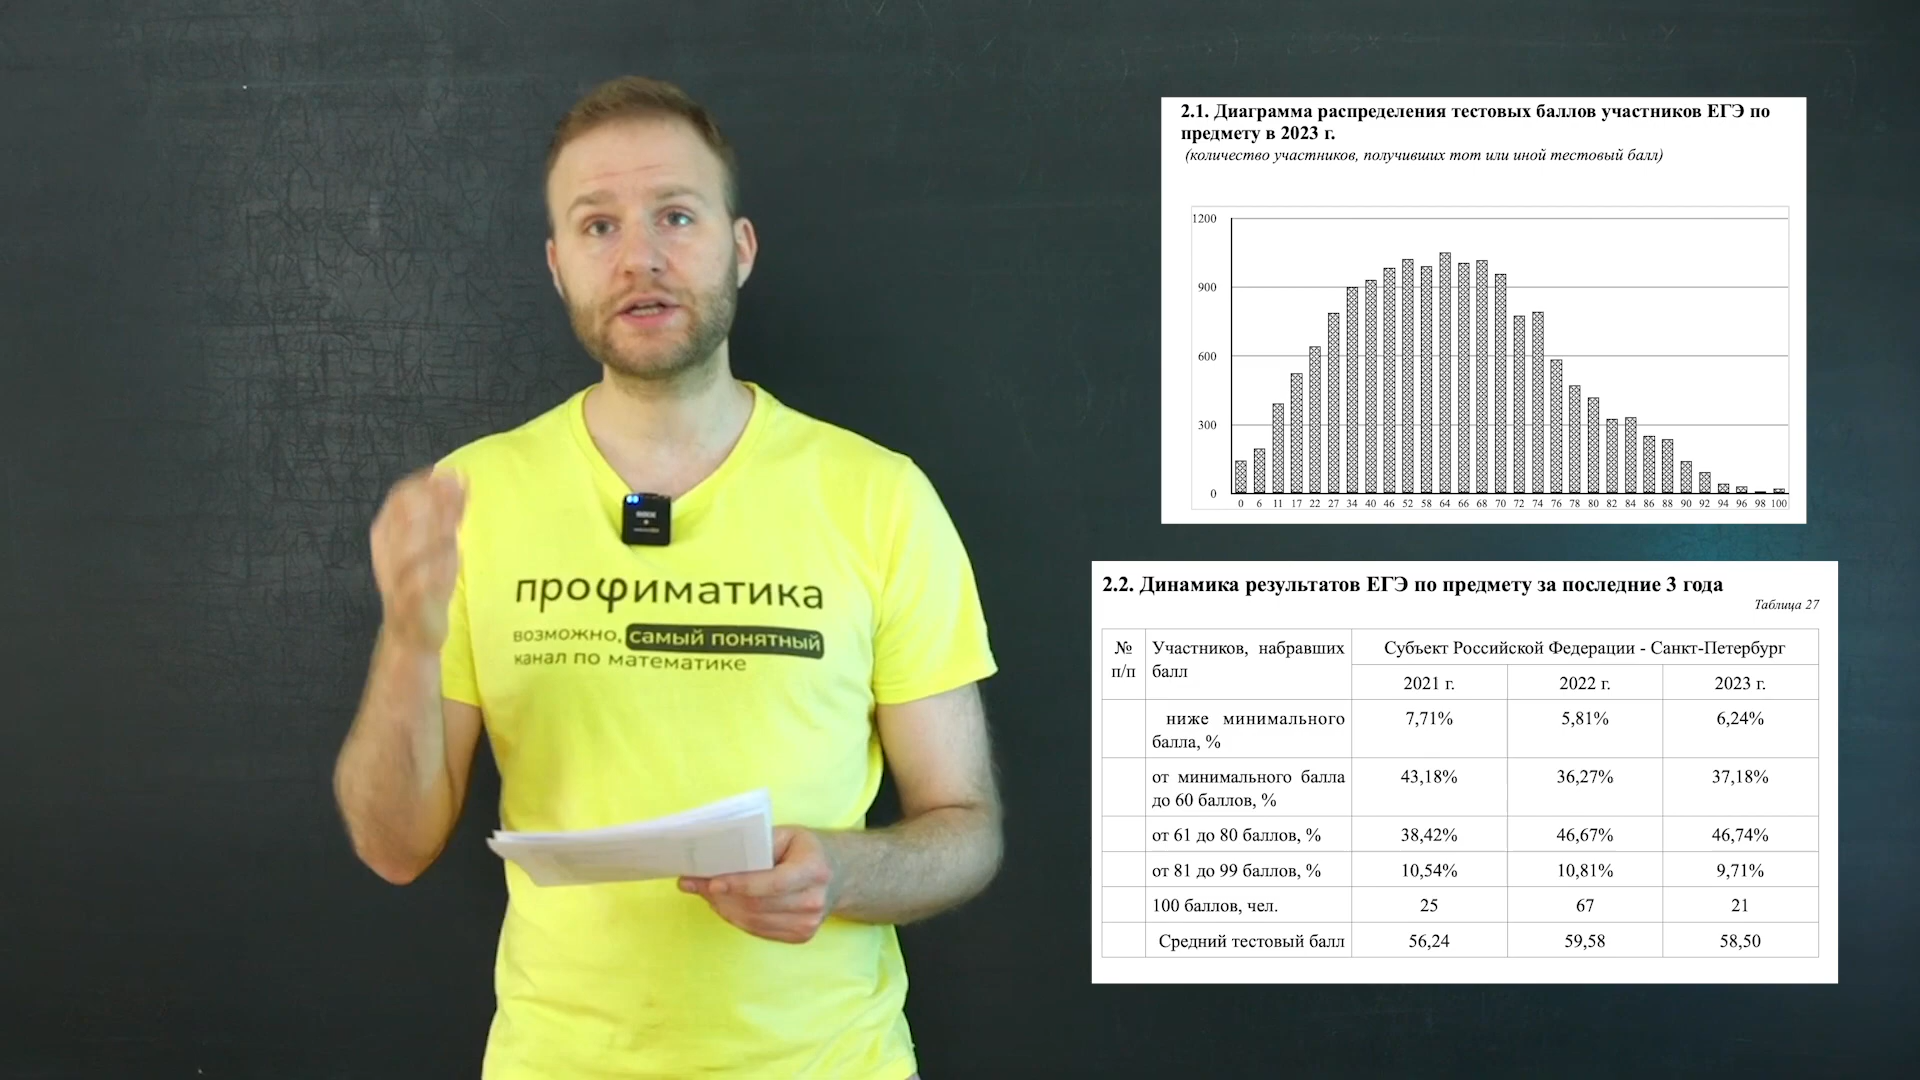 профиматика
возможно, самый понятный
канал по математике
2.1. Диаграмма распределения тестовых баллов участников ЕГЭ по
предмету в 2023 г.
(количество участников, получивших тот или иной тестовый балл)
1200
900
600
300
0
0 6 11 17 22 27 34 40 46 52 58 64 66 68 70 72 74 76 78 80 82 84 86 88 90 92 94 96 98 100
2.2. Динамика результатов ЕГЭ по предмету за последние 3 года
Таблица 27
№ п/п Участников, набравших балл Субъект Российской Федерации - Санкт-Петербург
2021 г. 2022 г. 2023 г.
ниже минимального балла, % 7,71% 5,81% 6,24%
от минимального балла до 60 баллов, % 43,18% 36,27% 37,18%
от 61 до 80 баллов, % 38,42% 46,67% 46,74%
от 81 до 99 баллов, % 10,54% 10,81% 9,71%
100 баллов, чел. 25 67 21
Средний тестовый балл 56,24 59,58 58,50